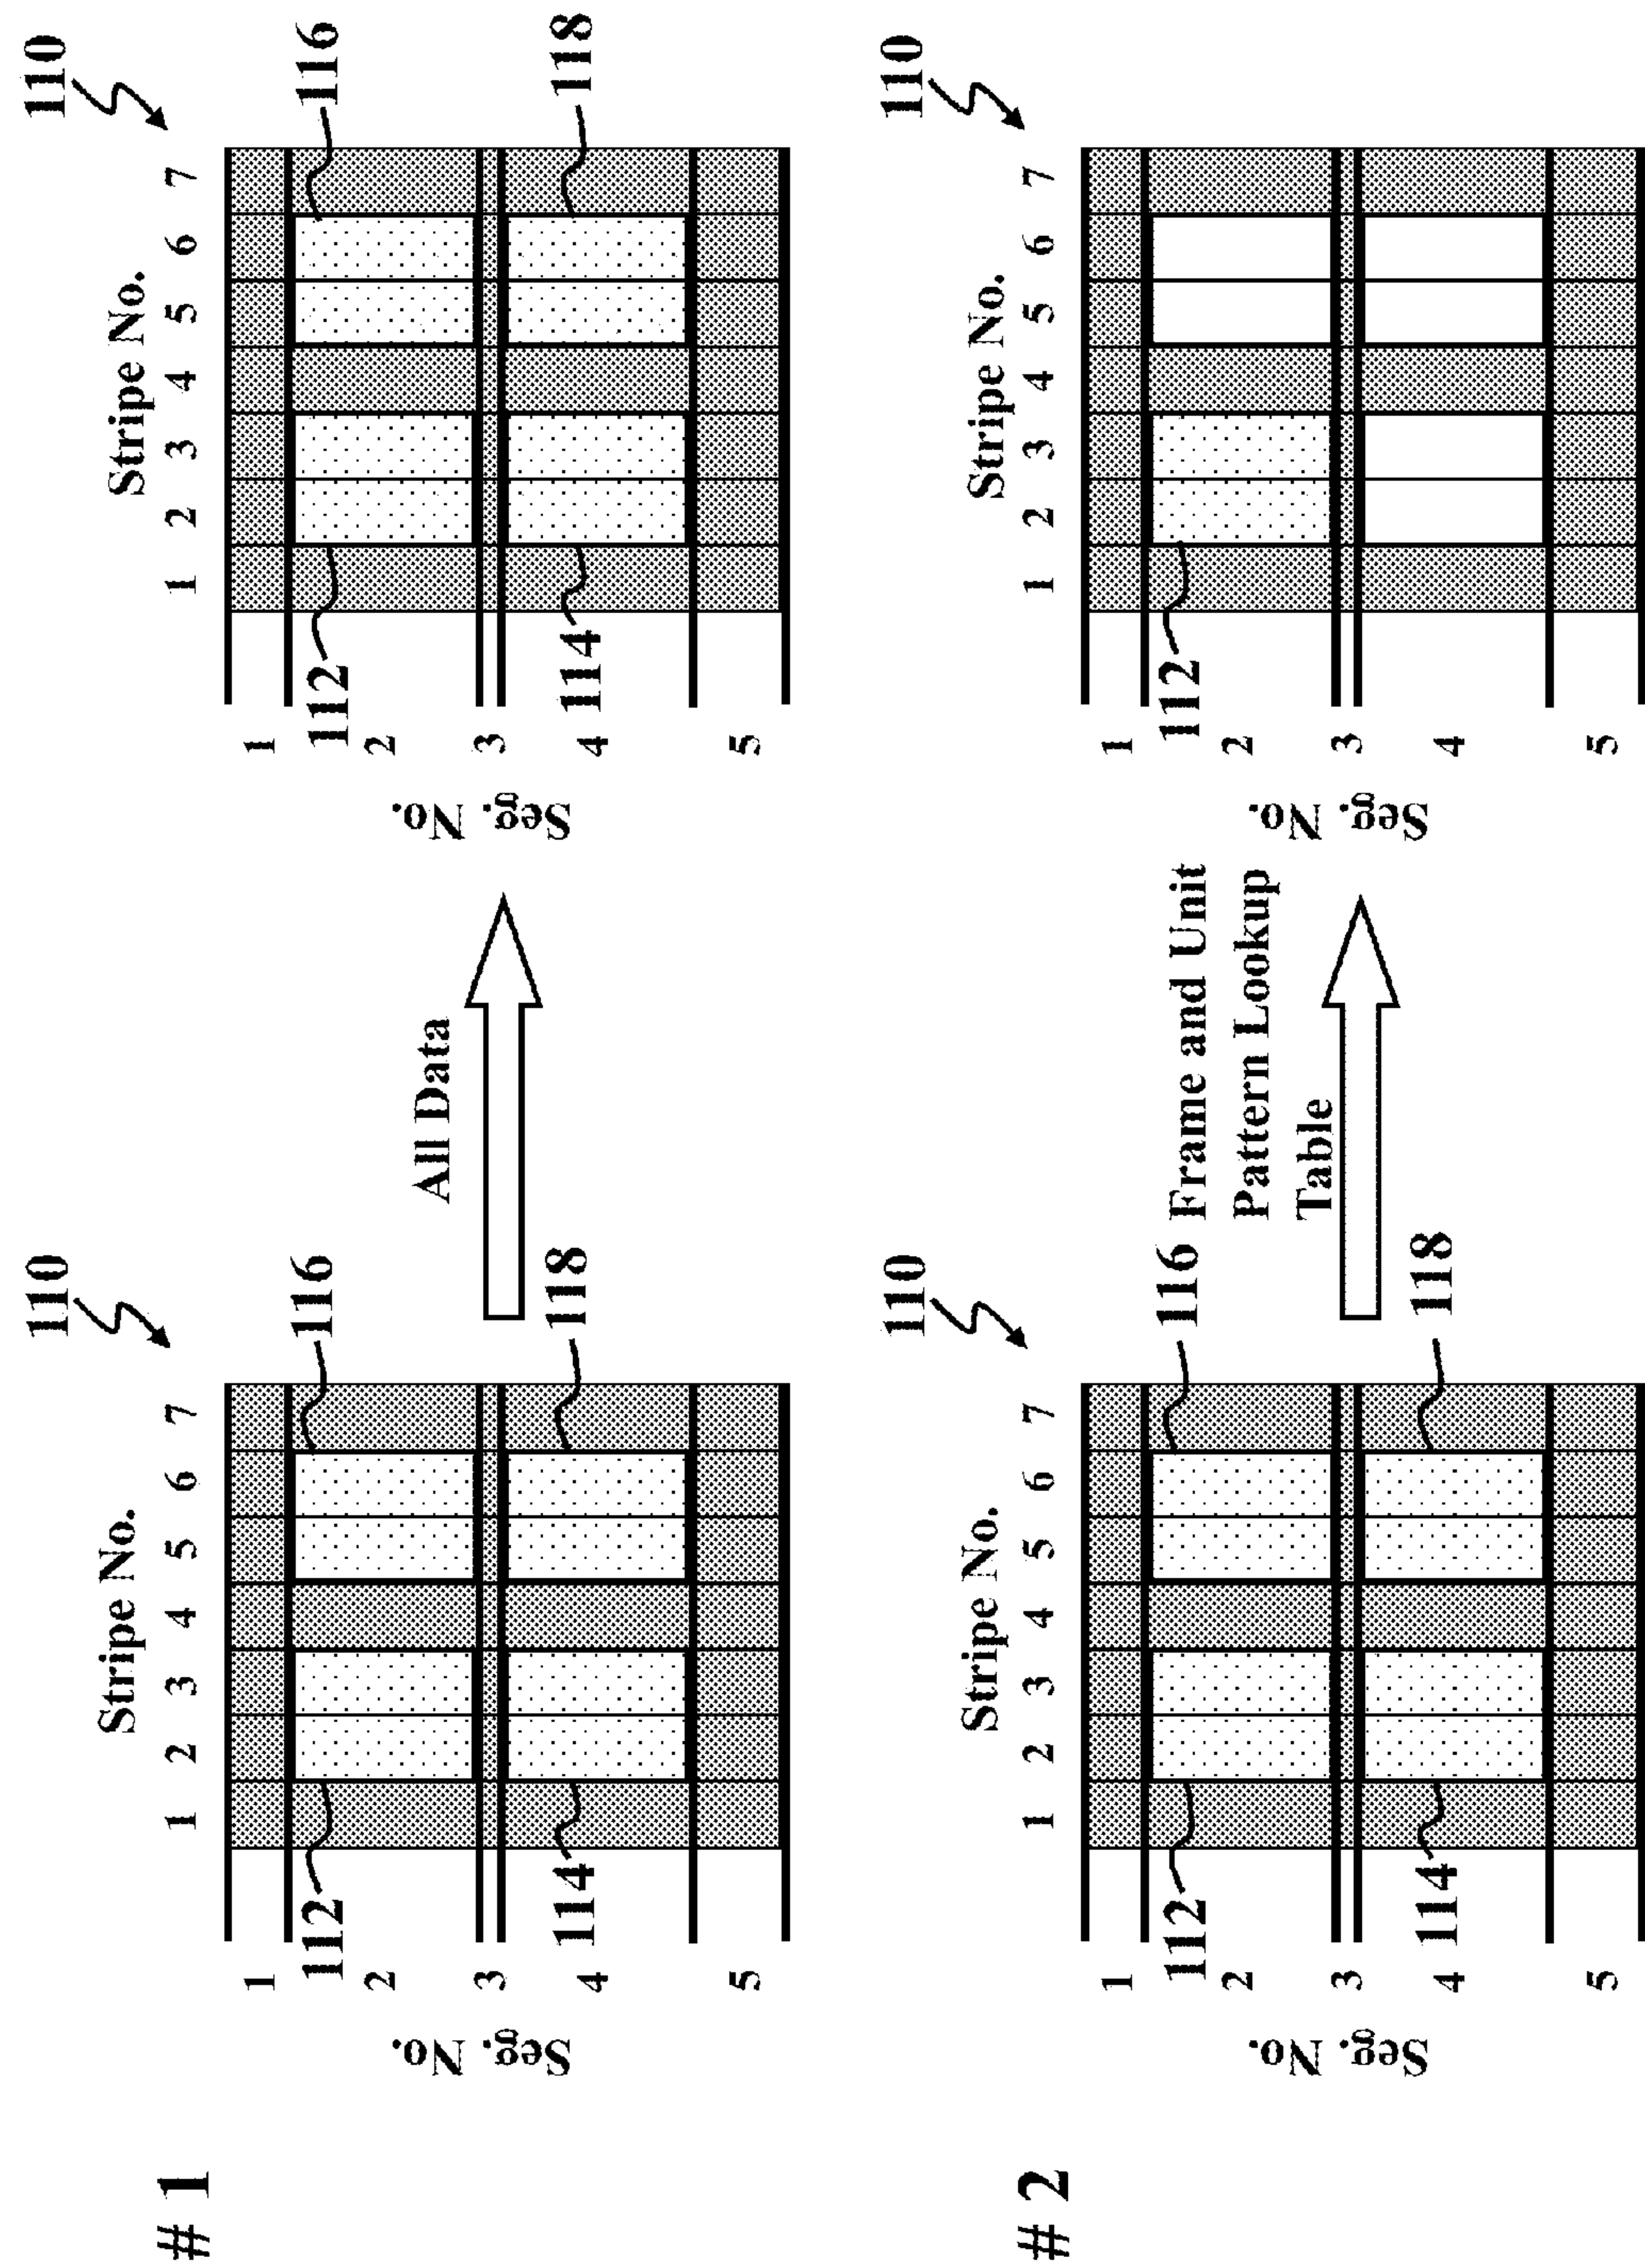 # 1
110
Stripe No.
1 2 3 4 5 6 7
Seg. No.
1
2
3
4
5
112
114
116
118
All Data
110
Stripe No.
1 2 3 4 5 6 7
Seg. No.
1
2
3
4
5
112
114
116
118
# 2
110
Stripe No.
1 2 3 4 5 6 7
Seg. No.
1
2
3
4
5
112
114
116
118
Frame and Unit
Pattern Lookup
Table
110
Stripe No.
1 2 3 4 5 6 7
Seg. No.
1
2
3
4
5
112